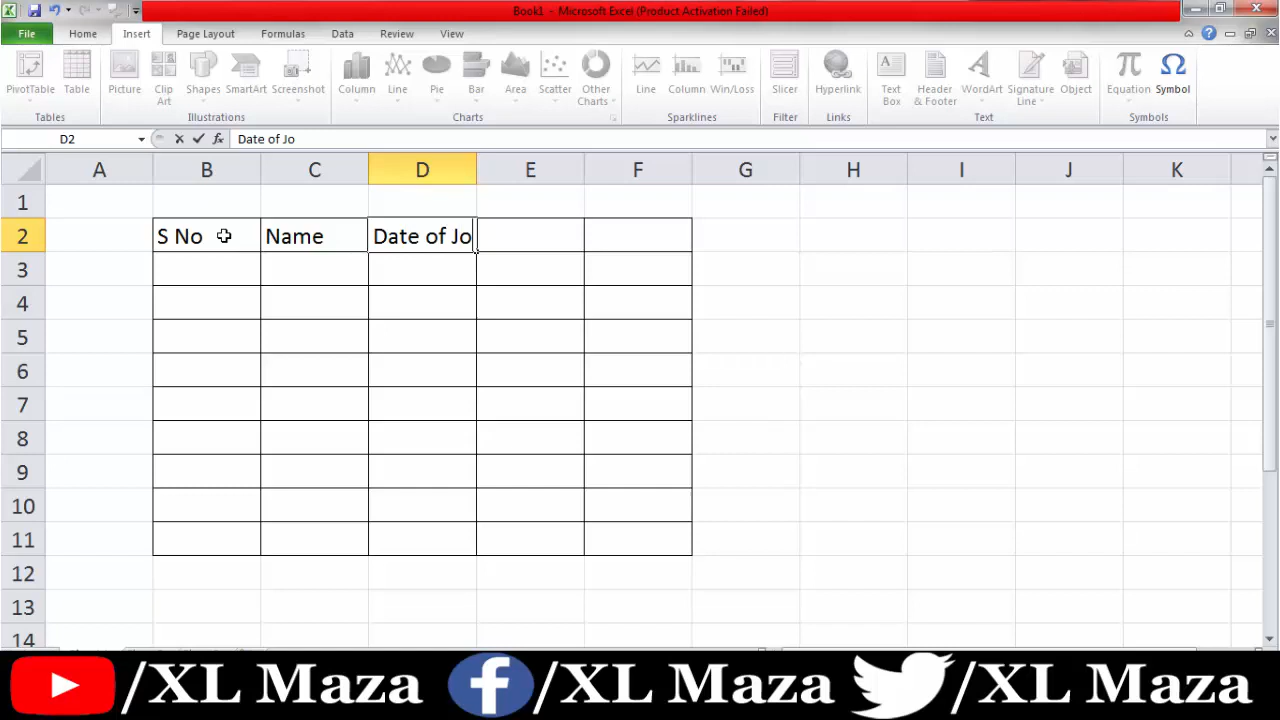 Book1 - Microsoft Excel (Product Activation Failed)
File Home Insert Page Layout Formulas Data Review View
PivotTable Table Picture Clip Art Shapes SmartArt Screenshot Column Line Pie Bar Area Scatter Other Charts Line Column Win/Loss Slicer Hyperlink Text Box Header & Footer WordArt Signature Line Object Equation Symbol
Tables Illustrations Charts Sparklines Filter Links Text Symbols
D2 fx Date of Jo
A B C D E F G H I J K
1
2 S No Name Date of Jo
3
4
5
6
7
8
9
10
11
12
13
14
/XL Maza f /XL Maza /XL Maza